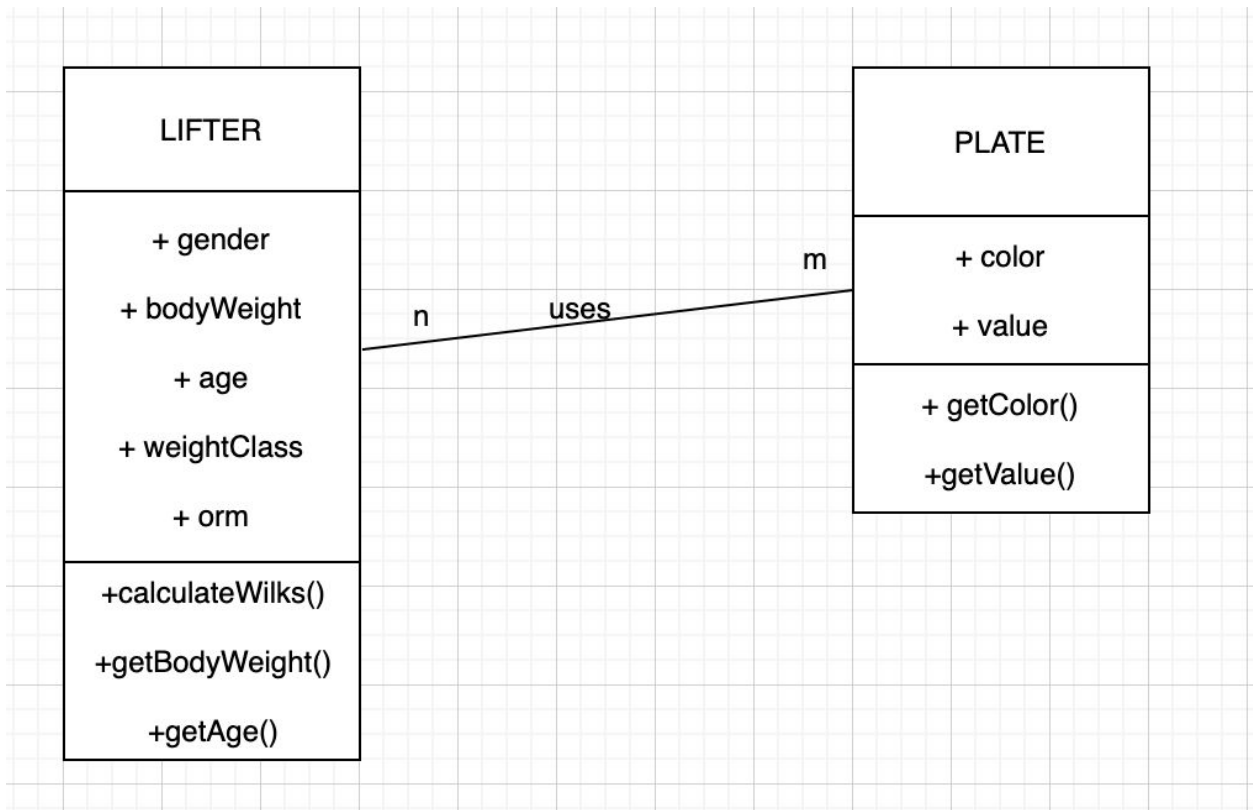 LIFTER
+ gender
+ bodyWeight
+ age
+ weightClass
+ orm
+calculateWilks()
+getBodyWeight()
+getAge()
n
uses
m
PLATE
+ color
+ value
+ getColor()
+getValue()